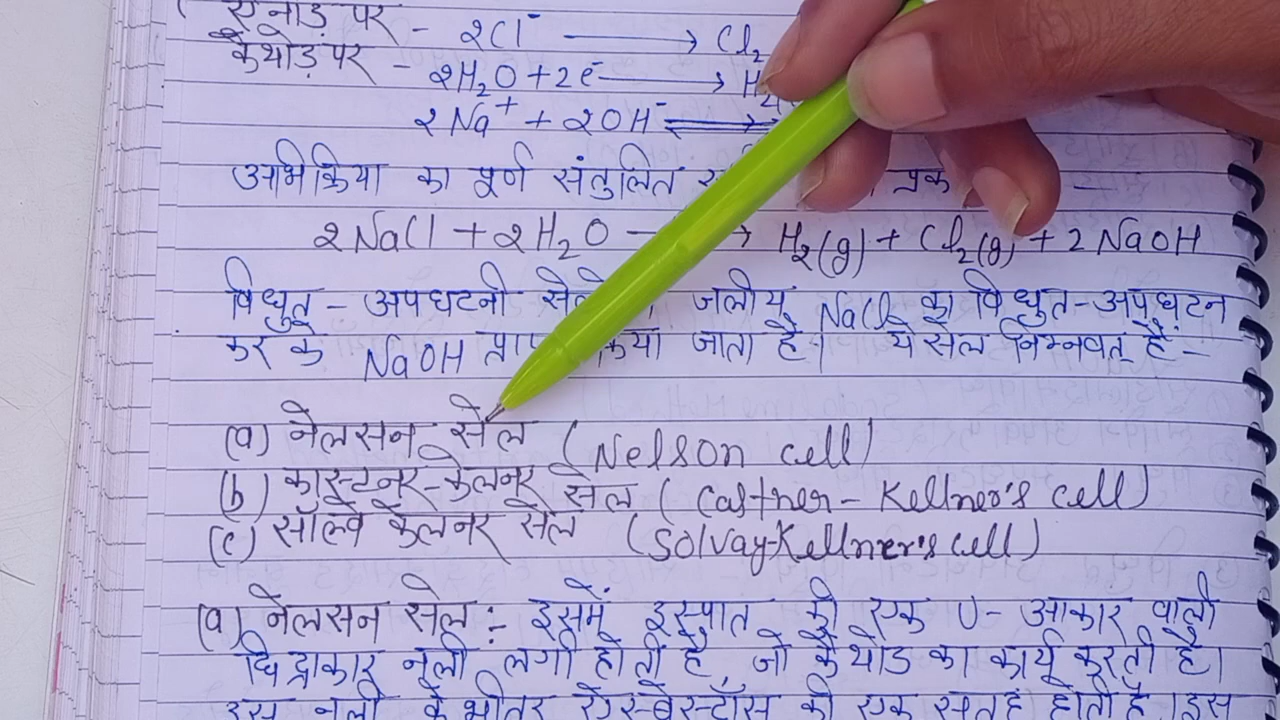 एनोड़ पर - 2Cl⁻ ⟶ Cl₂
कैथोड़ पर - 2H₂O + 2e⁻ ⟶ H₂
2Na⁺ + 2OH⁻ ⇌
अभिक्रिया का पूर्ण संतुलित
2NaCl + 2H₂O ⟶ H₂(g) + Cl₂(g) + 2NaOH
विधुत - अपघटनी जलीय NaCl का विधुत - अपघटन
कर के NaOH जाता है। ये सेल निम्नवत् है -
(a) नेलसन सेल (Nelson cell)
(b) कास्टनर - केलनर सेल (Castner - Kellner's cell)
(c) सॉल्वे केलनर सेल (Solvay-Kellner's cell)
(a) नेलसन सेल :- इसमें इस्पात की एक U - आकार वाली
छिद्राकार नली लगी होती है, जो कैथोड का कार्य करती है।
इस नली के भीतर ऐस्बेस्टॉस की एक सतह होती है। इस